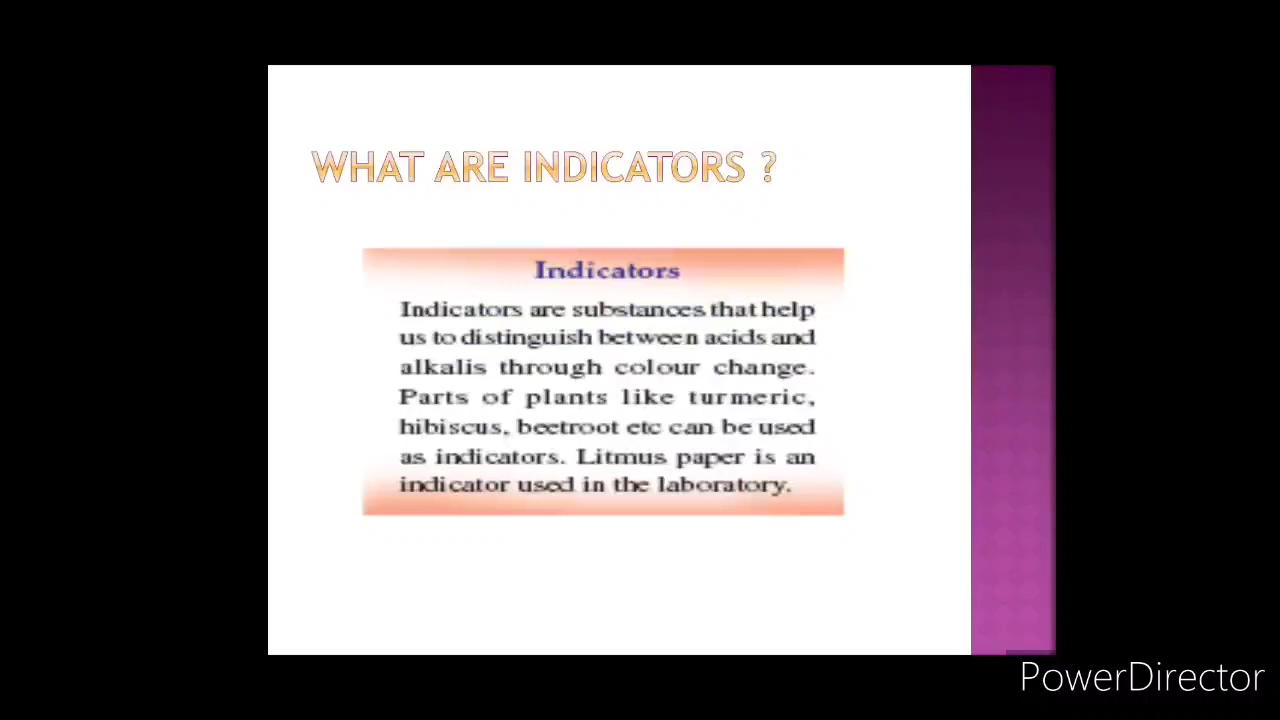 WHAT ARE INDICATORS ?
Indicators
Indicators are substances that help
us to distinguish between acids and
alkalis through colour change.
Parts of plants like turmeric,
hibiscus, beetroot etc can be used
as indicators. Litmus paper is an
indicator used in the laboratory.
PowerDirector